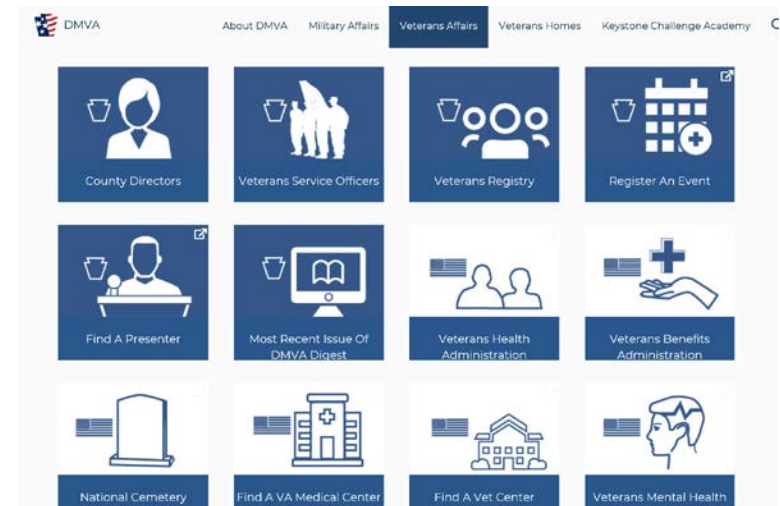 DMVA
About DMVA Military Affairs Veterans Affairs Veterans Homes Keystone Challenge Academy
County Directors
Veterans Service Officers
Veterans Registry
Register An Event
Find A Presenter
Most Recent Issue Of
DMVA Digest
Veterans Health
Administration
Veterans Benefits
Administration
National Cemetery
Find A VA Medical Center
Find A Vet Center
Veterans Mental Health